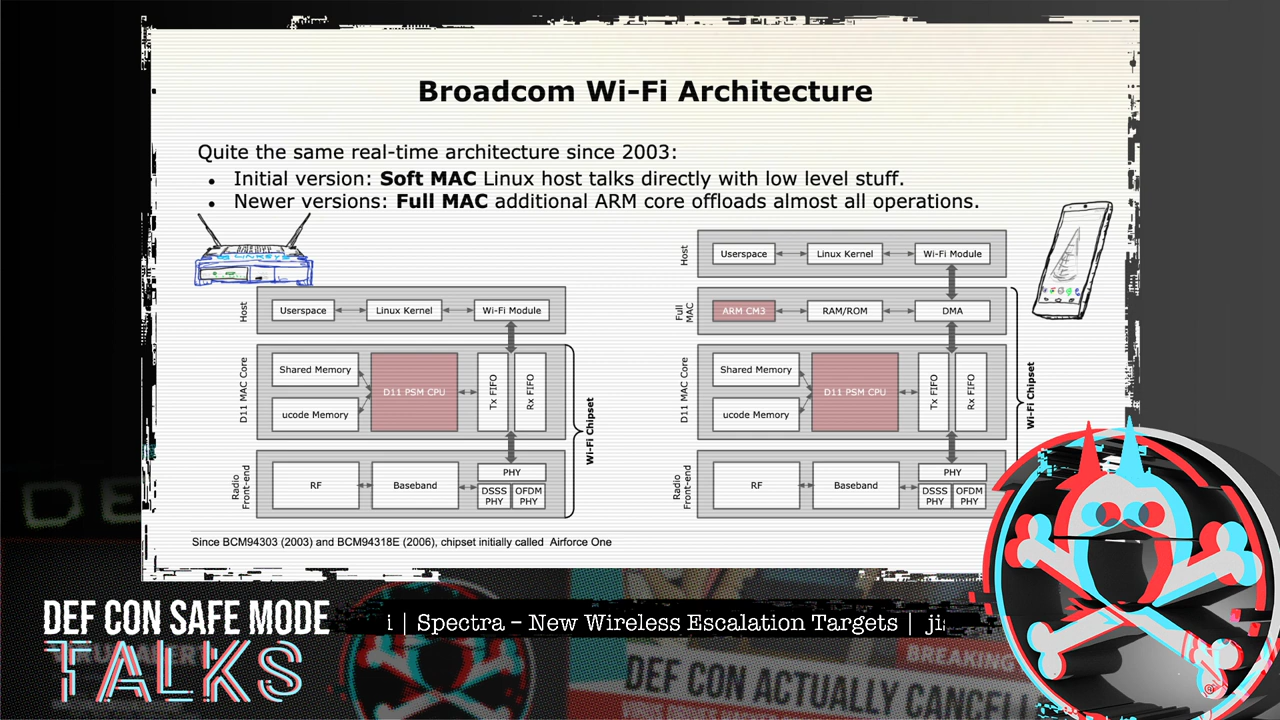 Broadcom Wi-Fi Architecture
Quite the same real-time architecture since 2003:
• Initial version: Soft MAC Linux host talks directly with low level stuff.
• Newer versions: Full MAC additional ARM core offloads almost all operations.
LINKSYS
Host
Userspace
Linux Kernel
Wi-Fi Module
D11 MAC Core
Shared Memory
ucode Memory
D11 PSM CPU
Tx FIFO
Rx FIFO
Radio
Front-end
RF
Baseband
PHY
DSSS
PHY
OFDM
PHY
Wi-Fi Chipset
Host
Userspace
Linux Kernel
Wi-Fi Module
Full
MAC
ARM CM3
RAM/ROM
DMA
D11 MAC Core
Shared Memory
ucode Memory
D11 PSM CPU
Tx FIFO
Rx FIFO
Radio
Front-end
RF
Baseband
PHY
DSSS
PHY
OFDM
PHY
Wi-Fi Chipset
Since BCM94303 (2003) and BCM94318E (2006), chipset initially called Airforce One
DEF CON SAFE MODE
TALKS
i | Spectra – New Wireless Escalation Targets | ji
BREAKING
DEF CON ACTUALLY CANCELL